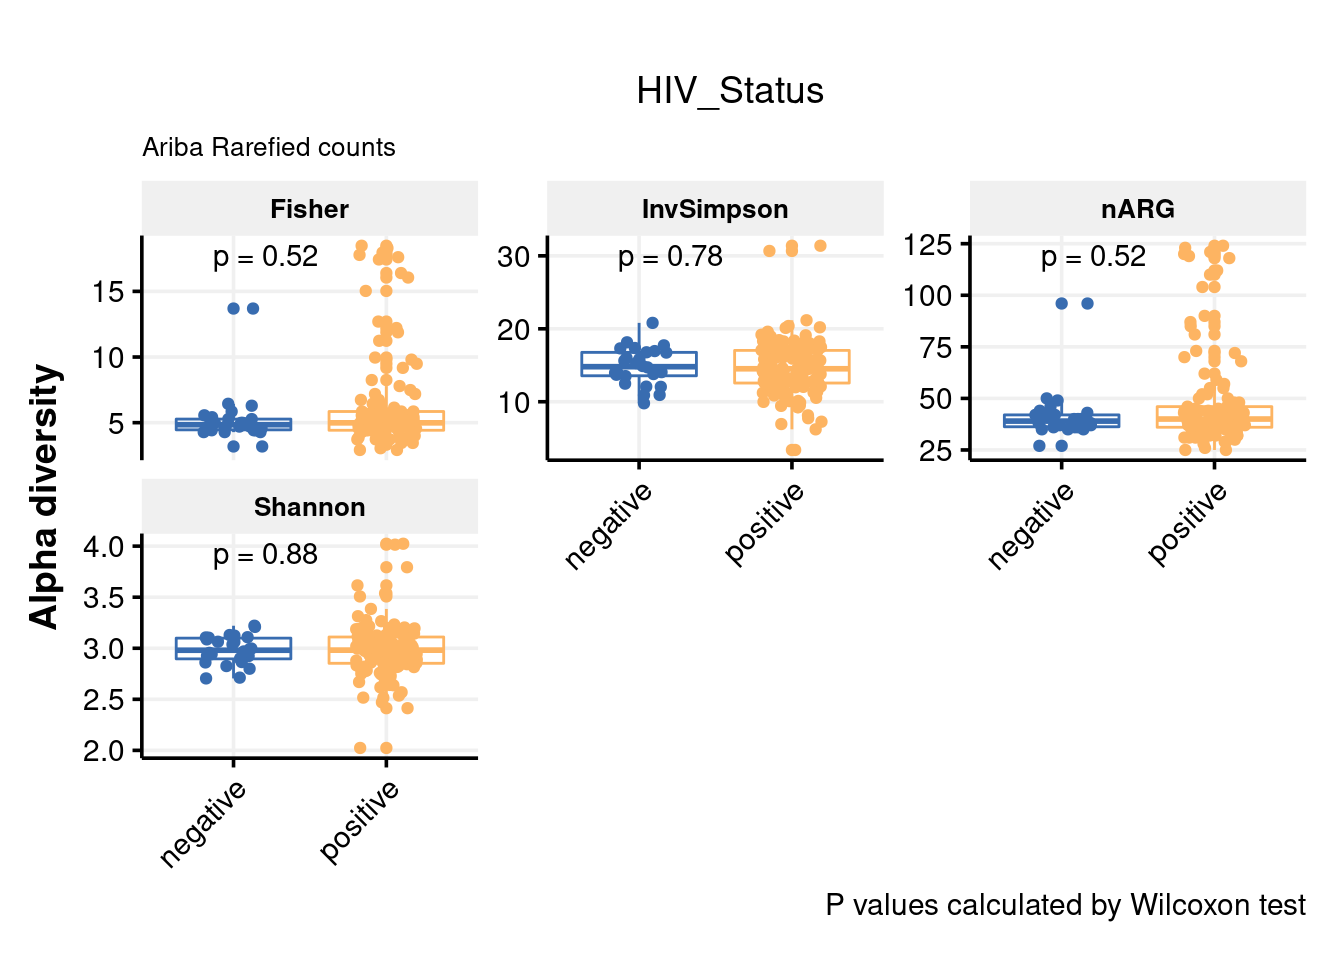 HIV_Status
Ariba Rarefied counts
Alpha diversity
Fisher
p = 0.52
15
10
5
InvSimpson
p = 0.78
30
20
10
negative
positive
nARG
p = 0.52
125
100
75
50
25
negative
positive
Shannon
p = 0.88
4.0
3.5
3.0
2.5
2.0
negative
positive
P values calculated by Wilcoxon test